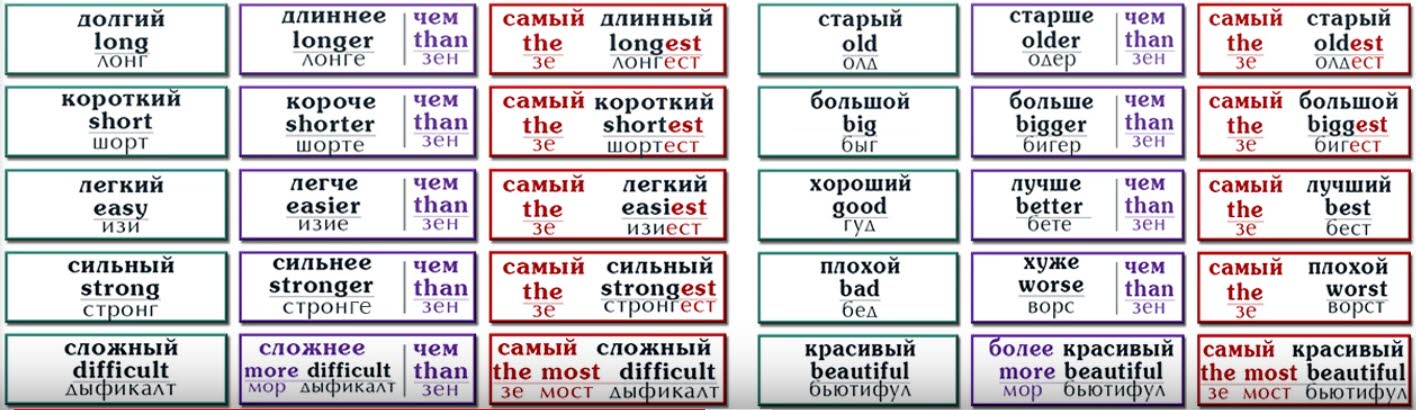 долгий
long
лонг
длиннее чем
longer than
лонге зен
самый длинный
the longest
зе лонгест
короткий
short
шорт
короче чем
shorter than
шорте зен
самый короткий
the shortest
зе шортест
легкий
easy
изи
легче чем
easier than
изие зен
самый легкий
the easiest
зе изиест
сильный
strong
стронг
сильнее чем
stronger than
стронге зен
самый сильный
the strongest
зе стронгест
сложный
difficult
дыфикалт
сложнее чем
more difficult than
мор дыфикалт зен
самый сложный
the most difficult
зе мост дыфикалт
старый
old
олд
старше чем
older than
одер зен
самый старый
the oldest
зе олдест
большой
big
быг
больше чем
bigger than
бигер зен
самый большой
the biggest
зе бигест
хороший
good
гуд
лучше чем
better than
бете зен
самый лучший
the best
зе бест
плохой
bad
бед
хуже чем
worse than
ворс зен
самый плохой
the worst
зе ворст
красивый
beautiful
бьютифул
более красивый чем
more beautiful than
мор бьютифул зен
самый красивый
the most beautiful
зе мост бьютифул